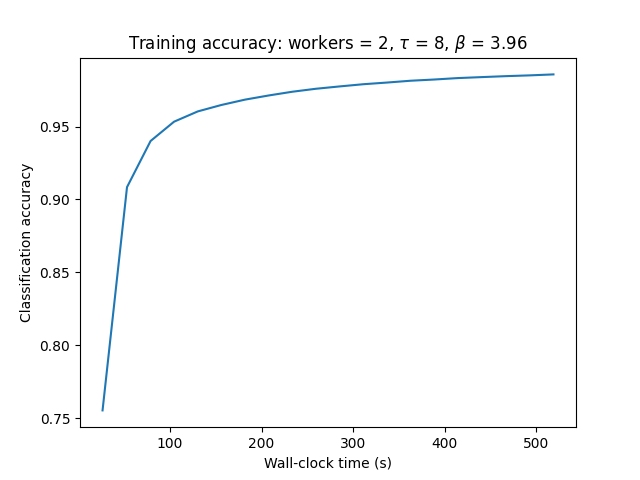 Training accuracy: workers = 2, τ = 8, β = 3.96
Classification accuracy
0.95
0.90
0.85
0.80
0.75
100 200 300 400 500
Wall-clock time (s)